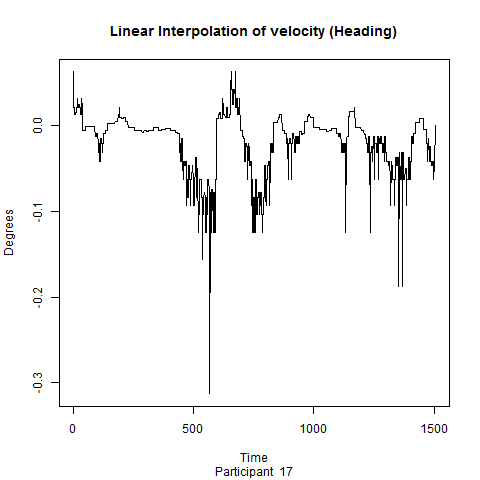 Linear Interpolation of velocity (Heading)
Degrees
0.0
-0.1
-0.2
-0.3
0
500
1000
1500
Time
Participant 17